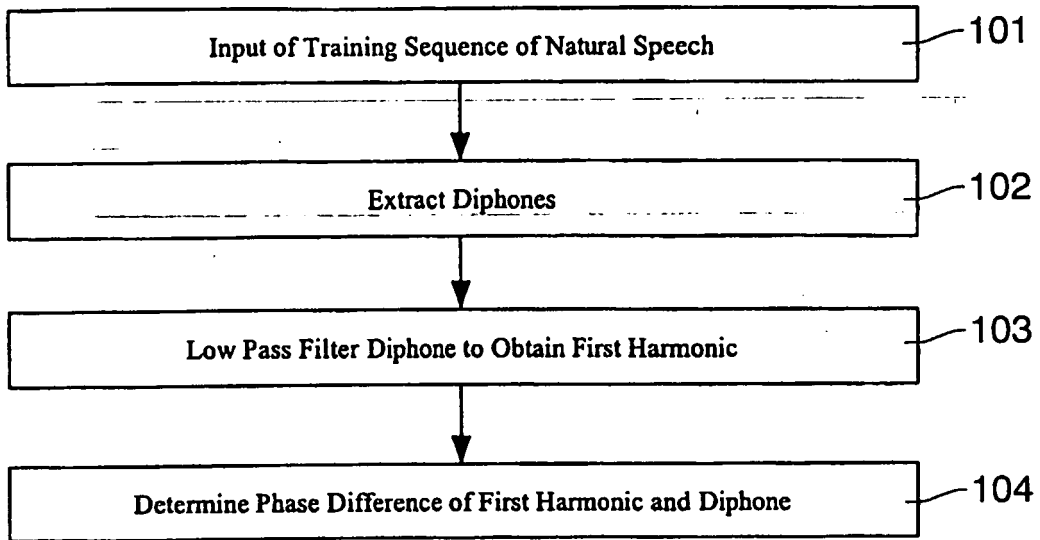 Input of Training Sequence of Natural Speech 101
Extract Diphones 102
Low Pass Filter Diphone to Obtain First Harmonic 103
Determine Phase Difference of First Harmonic and Diphone 104